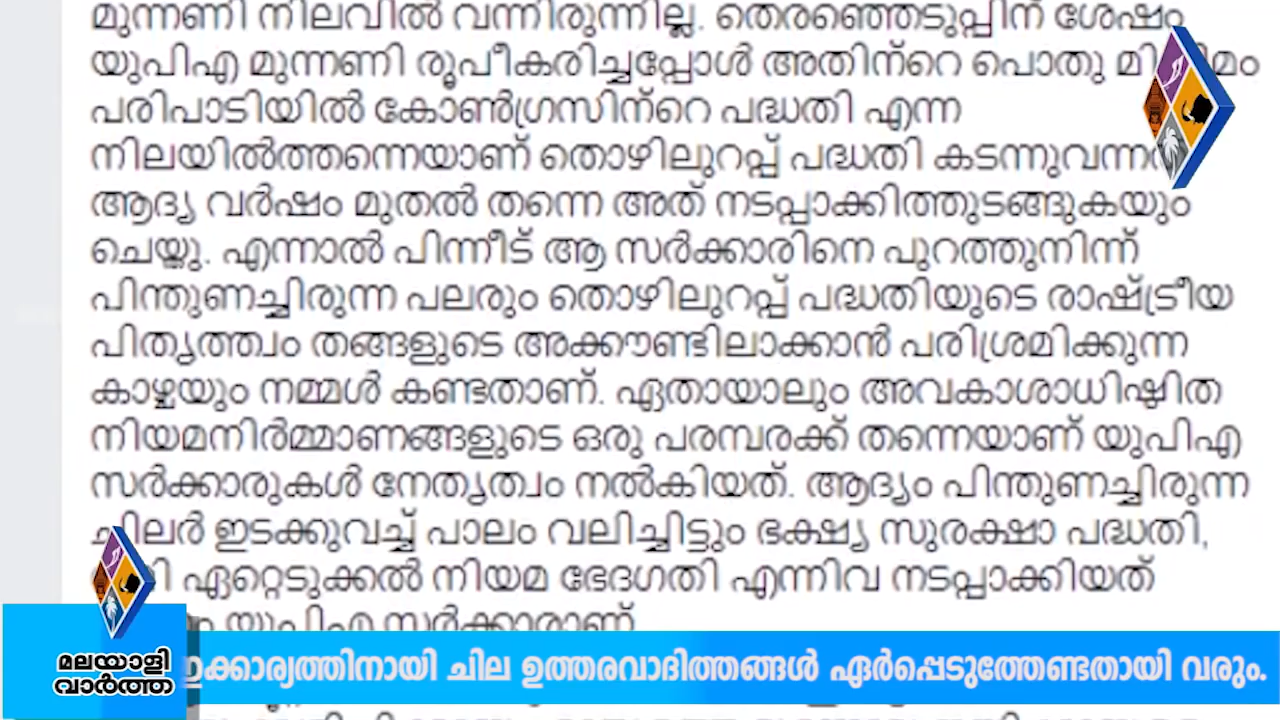 മുന്നണി നിലവിൽ വന്നിരുന്നില്ല. തെരഞ്ഞെടുപ്പിന് ശേഷം
യുപിഎ മുന്നണി രൂപീകരിച്ചപ്പോൾ അതിന്റെ പൊതു
പരിപാടിയിൽ കോൺഗ്രസിന്റെ പദ്ധതി എന്ന
നിലയിൽത്തന്നെയാണ് തൊഴിലുറപ്പ് പദ്ധതി
ആദ്യ വർഷം മുതൽ തന്നെ അത് നടപ്പാക്കിത്തുടങ്ങുകയും
ചെയ്തു. എന്നാൽ പിന്നീട് ആ സർക്കാരിനെ പുറത്തുനിന്ന്
പിന്തുണച്ചിരുന്ന പലരും തൊഴിലുറപ്പ് പദ്ധതിയുടെ രാഷ്ട്രീയ
പിതൃത്ത്വം തങ്ങളുടെ അക്കൗണ്ടിലാക്കാൻ പരിശ്രമിക്കുന്ന
കാഴ്ചയും നമ്മൾ കണ്ടതാണ്. ഏതായാലും അവകാശാധിഷ്ഠിത
നിയമനിർമ്മാണങ്ങളുടെ ഒരു പരമ്പരക്ക് തന്നെയാണ് യുപിഎ
സർക്കാരുകൾ നേതൃത്വം നൽകിയത്. ആദ്യം പിന്തുണച്ചിരുന്ന
ചിലർ ഇടക്കുവച്ച് പാലം വലിച്ചിട്ടും ഭക്ഷ്യ സുരക്ഷാ പദ്ധതി,
ഏറ്റെടുക്കൽ നിയമ ഭേദഗതി എന്നിവ നടപ്പാക്കിയത്
യുപിഎ സർക്കാരാണ്
മലയാളി
വാർത്ത
ഇക്കാര്യത്തിനായി ചില ഉത്തരവാദിത്തങ്ങൾ ഏർപ്പെടുത്തേണ്ടതായി വരും.